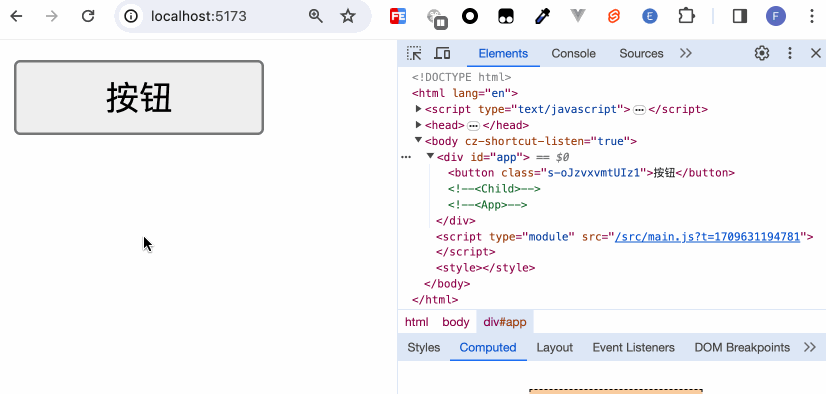 localhost:5173
FE
E
F
按钮
Elements Console Sources
<!DOCTYPE html>
<html lang="en">
<script type="text/javascript"> ••• </script>
<head> ••• </head>
<body cz-shortcut-listen="true">
••• <div id="app"> == $0
<button class="s-oJzvxvmtUIz1">按钮</button>
<!--<Child>-->
<!--<App>-->
</div>
<script type="module" src="/src/main.js?t=1709631194781">
</script>
<style></style>
</body>
</html>
html body div#app
Styles Computed Layout Event Listeners DOM Breakpoints